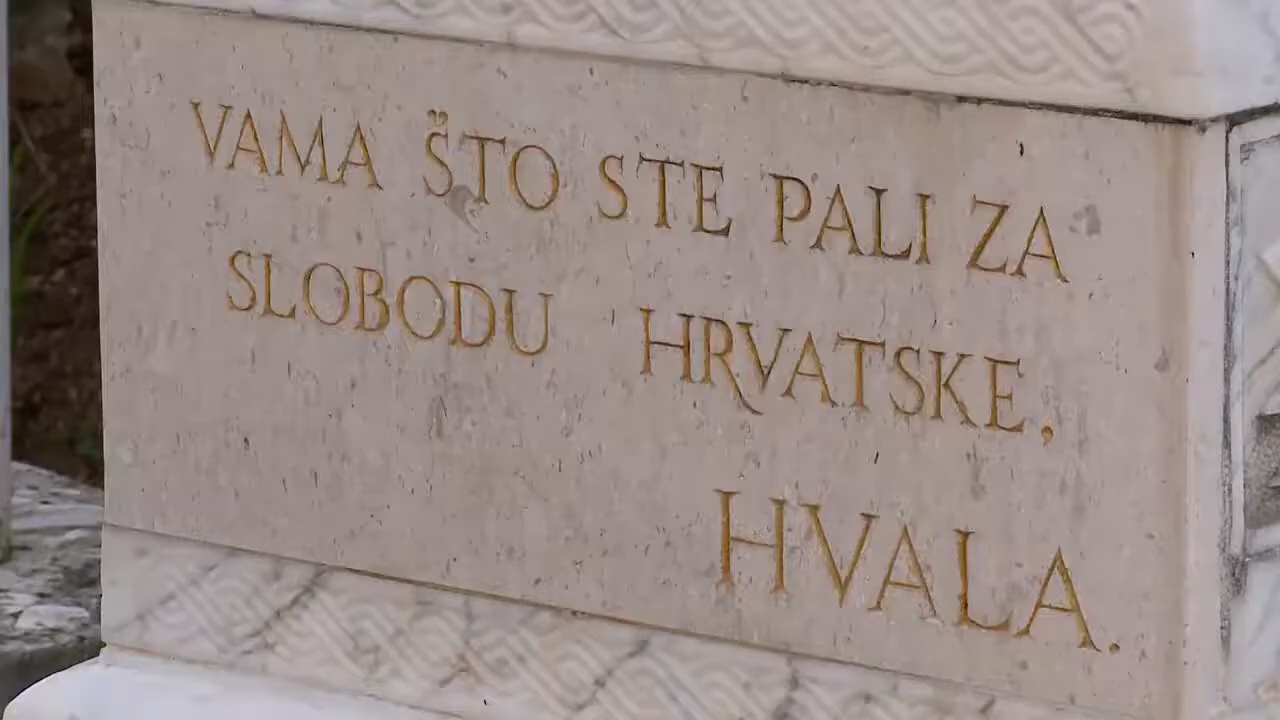 VAMA ŠTO STE PALI ZA
SLOBODU HRVATSKE,
HVALA.